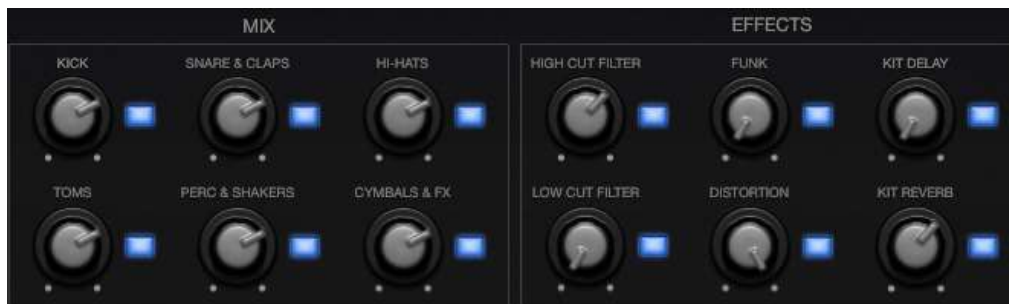 MIX
EFFECTS
KICK
SNARE & CLAPS
HI-HATS
HIGH CUT FILTER
FUNK
KIT DELAY
TOMS
PERC & SHAKERS
CYMBALS & FX
LOW CUT FILTER
DISTORTION
KIT REVERB